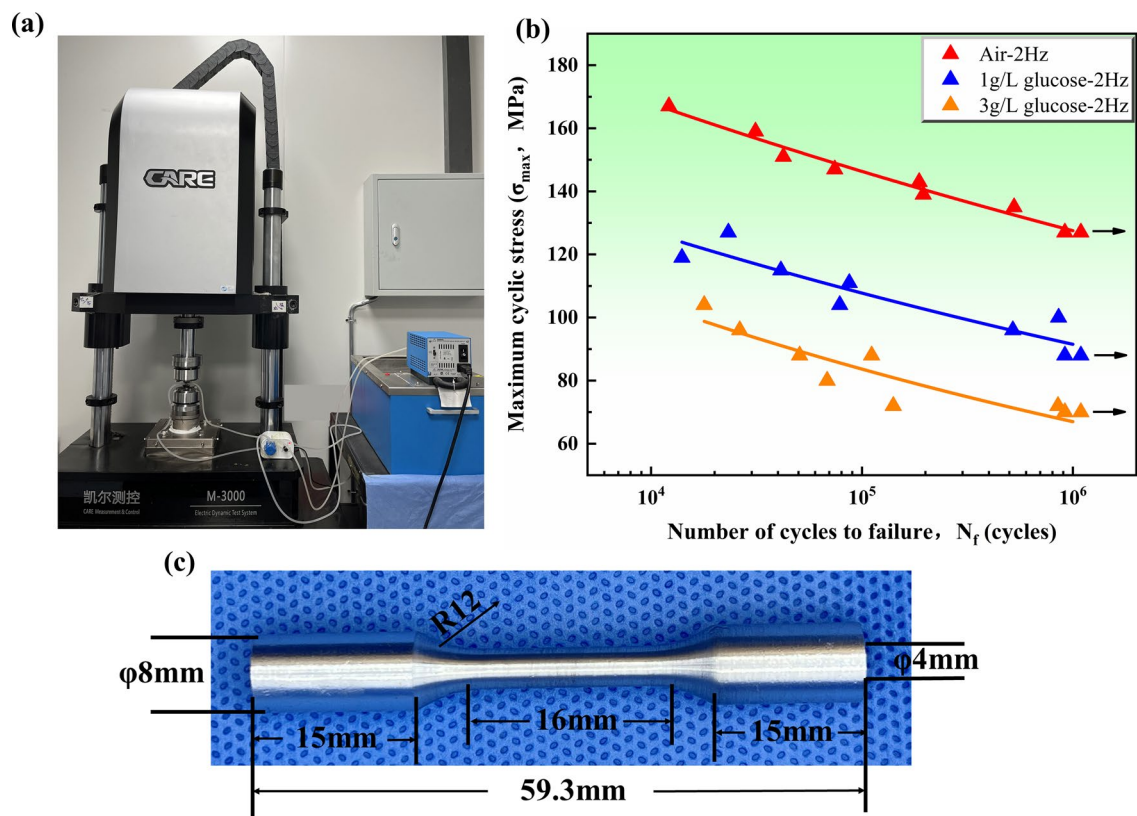 (a)
CARE
凯尔测控
CARE Measurement & Control
M-3000
Electric Dynamic Test System
(b)
Air-2Hz
1g/L glucose-2Hz
3g/L glucose-2Hz
Maximum cyclic stress (σmax, MPa)
180
160
140
120
100
80
60
10⁴
10⁵
10⁶
Number of cycles to failure, Nf (cycles)
(c)
R12
φ8mm
φ4mm
16mm
15mm
15mm
59.3mm